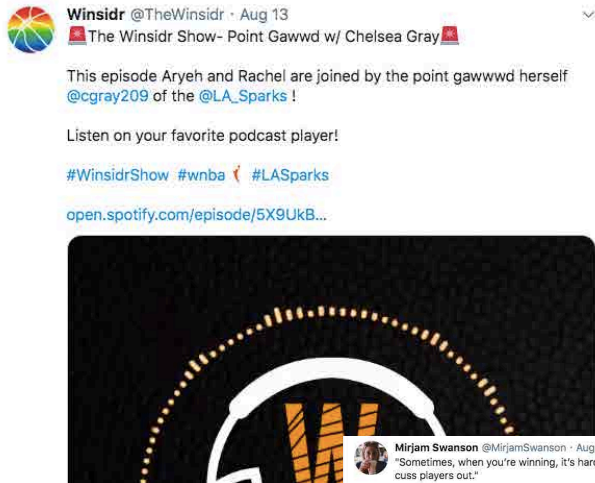 Winsidr @TheWinsidr · Aug 13
🚨The Winsidr Show- Point Gawwd w/ Chelsea Gray🚨
This episode Aryeh and Rachel are joined by the point gawwwd herself
@cgray209 of the @LA_Sparks !
Listen on your favorite podcast player!
#WinsidrShow #wnba #LASparks
open.spotify.com/episode/5X9UkB...
W
Mirjam Swanson @MirjamSwanson · Aug
"Sometimes, when you're winning, it's hard
cuss players out."